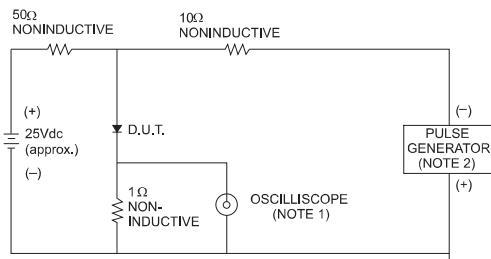 50Ω
NONINDUCTIVE
10Ω
NONINDUCTIVE
(+)
25Vdc
(approx.)
(–)
D.U.T.
1Ω
NON-
INDUCTIVE
OSCILLISCOPE
(NOTE 1)
(–)
PULSE
GENERATOR
(NOTE 2)
(+)